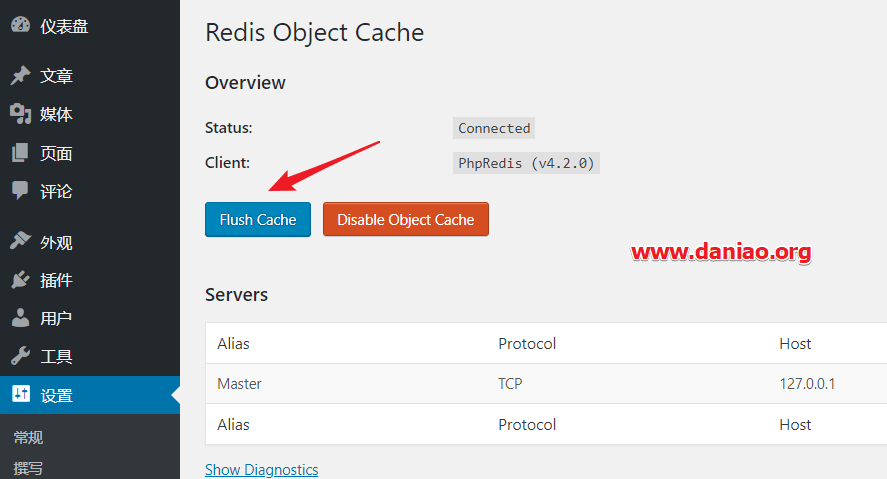 仪表盘
文章
媒体
页面
评论
外观
插件
用户
工具
设置
常规
撰写
Redis Object Cache
Overview
Status: Connected
Client: PhpRedis (v4.2.0)
Flush Cache Disable Object Cache
www.daniao.org
Servers
Alias Protocol Host
Master TCP 127.0.0.1
Alias Protocol Host
Show Diagnostics